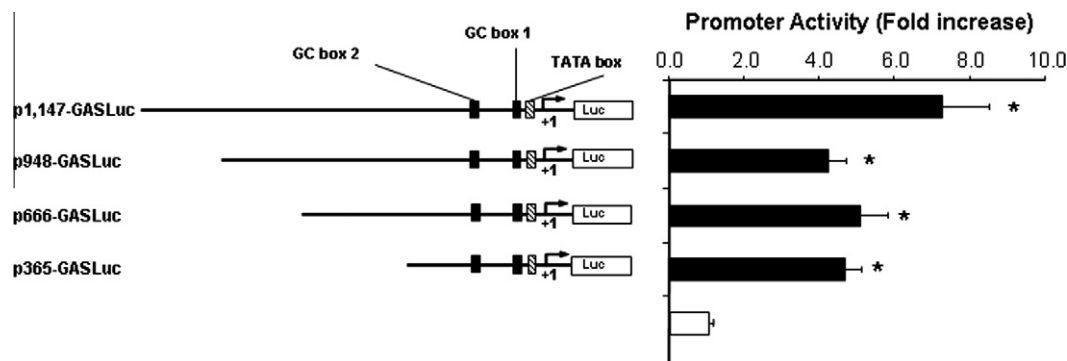 Promoter Activity (Fold increase)
0.0 2.0 4.0 6.0 8.0 10.0
GC box 2
GC box 1
TATA box
p1,147-GASLuc
+1
Luc
*
p948-GASLuc
+1
Luc
*
p666-GASLuc
+1
Luc
*
p365-GASLuc
+1
Luc
*